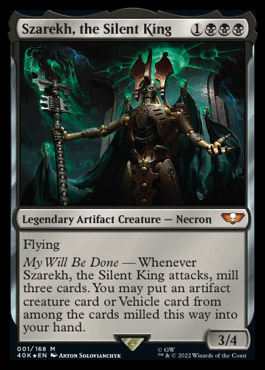 Szarekh, the Silent King 1
Legendary Artifact Creature — Necron
Flying
My Will Be Done — Whenever
Szarekh, the Silent King attacks, mill
three cards. You may put an artifact
creature card or Vehicle card from
among the cards milled this way into
your hand.
3/4
001/168 M
40K★EN Anton Solovianchyk
© GW
™ & © 2022 Wizards of the Coast